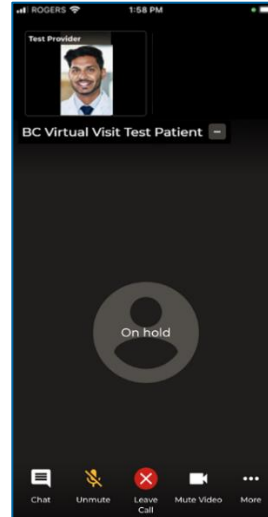 ROGERS 1:58 PM
Test Provider
BC Virtual Visit Test Patient
On hold
Chat Unmute Leave Call Mute Video More